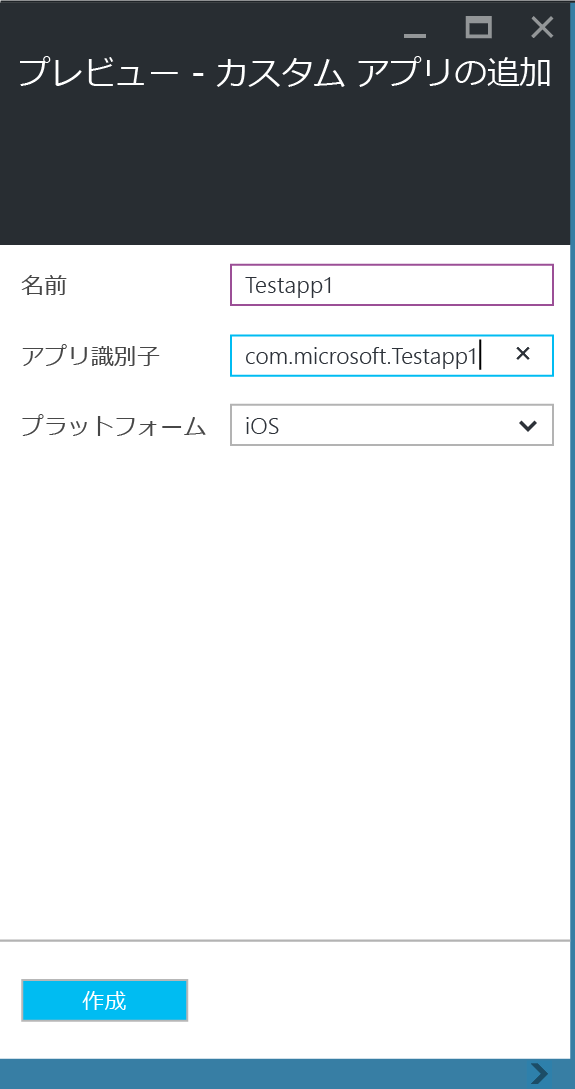 プレビュー - カスタム アプリの追加
名前 Testapp1
アプリ識別子 com.microsoft.Testapp1
プラットフォーム iOS
作成